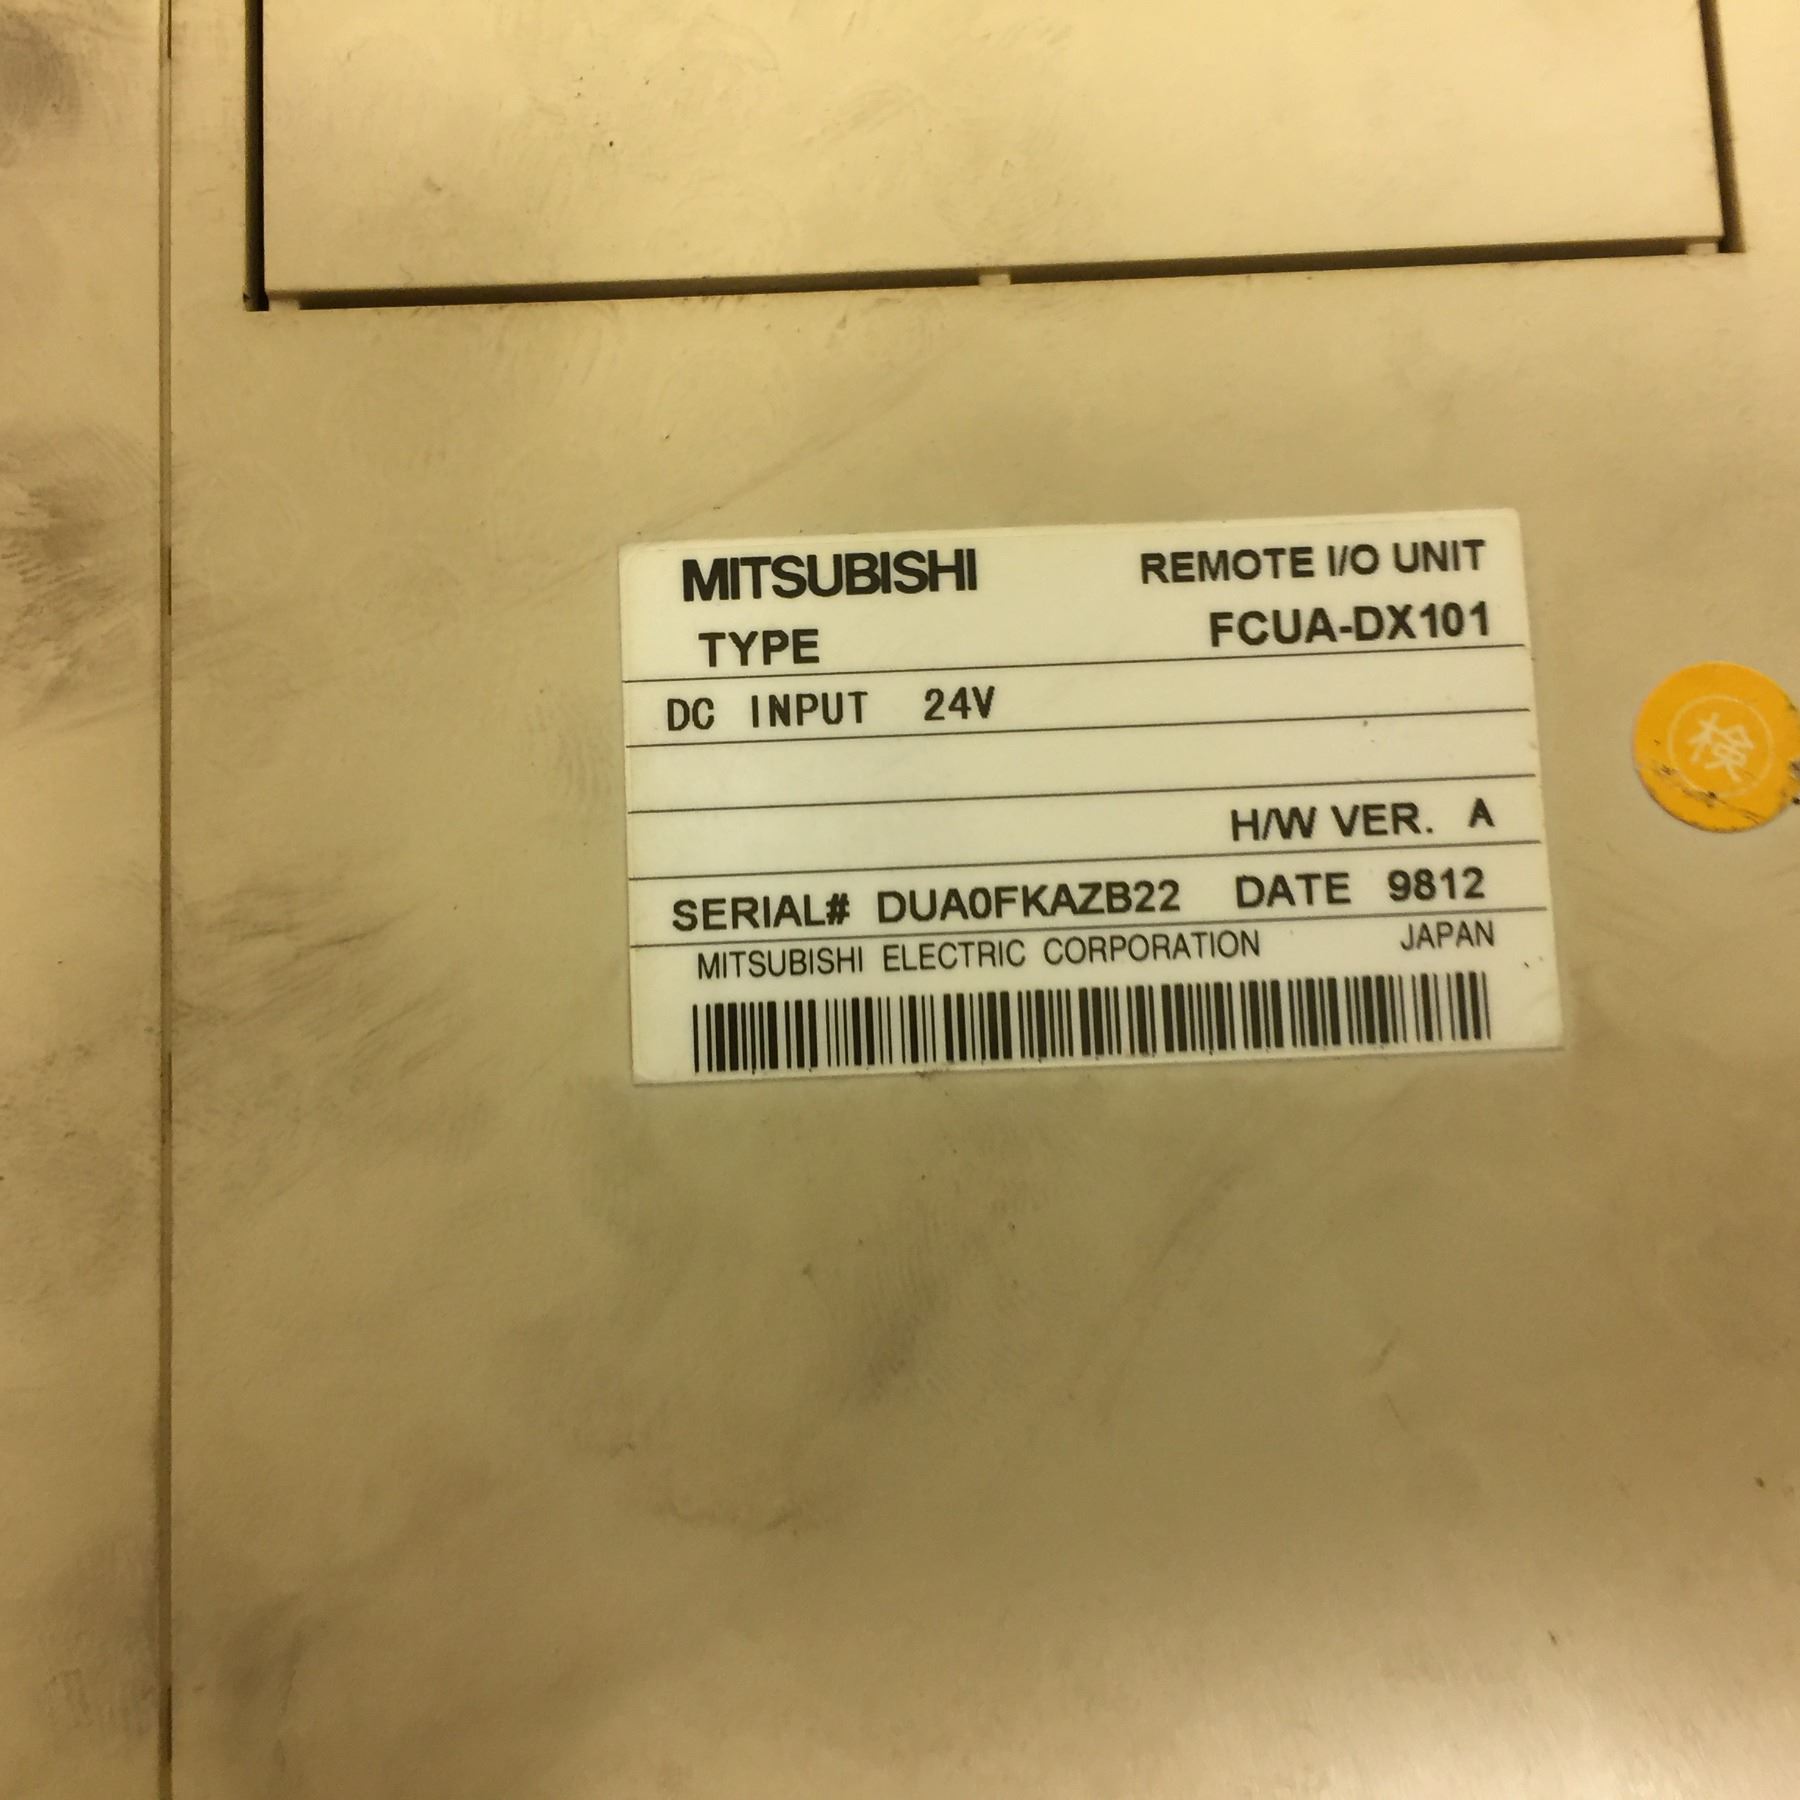 MITSUBISHI REMOTE I/O UNIT
TYPE FCUA-DX101
DC INPUT 24V
H/W VER. A
SERIAL# DUA0FKAZB22 DATE 9812
MITSUBISHI ELECTRIC CORPORATION JAPAN
検